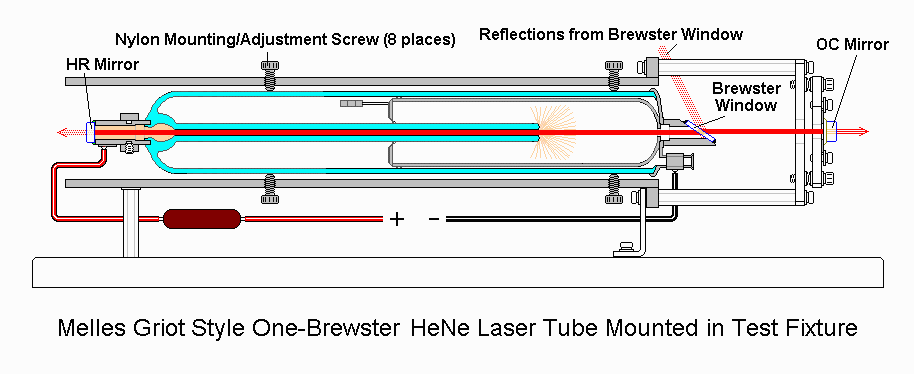 Nylon Mounting/Adjustment Screw (8 places)
Reflections from Brewster Window
OC Mirror
HR Mirror
Brewster
Window
+ -
Melles Griot Style One-Brewster HeNe Laser Tube Mounted in Test Fixture